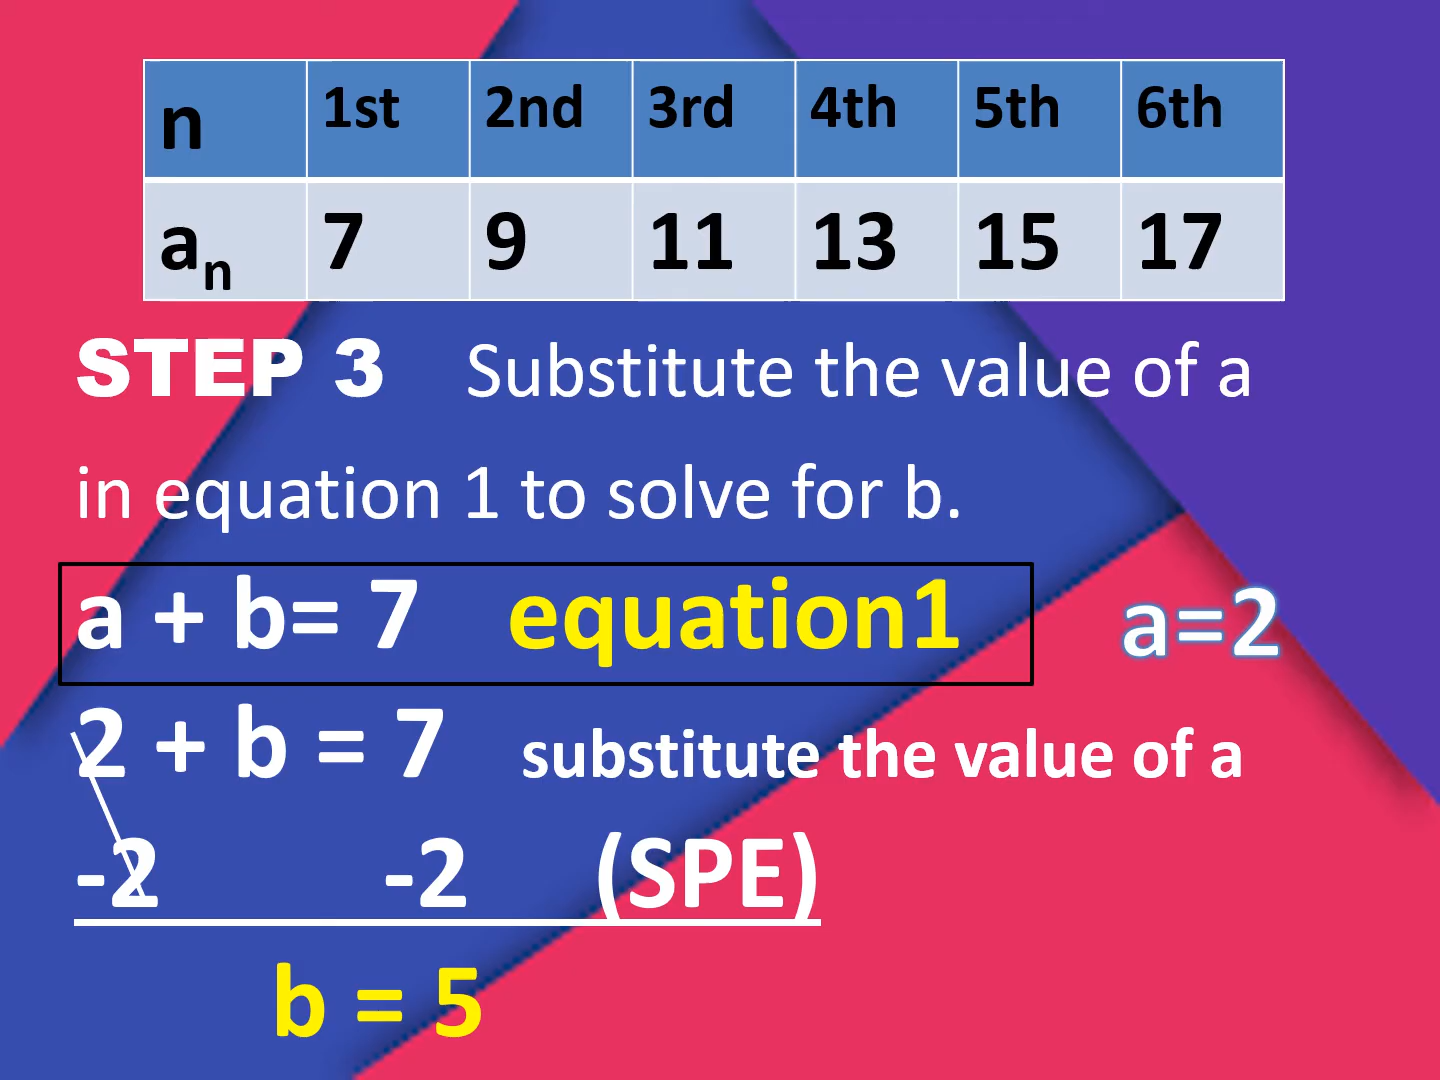 n 1st 2nd 3rd 4th 5th 6th
an 7 9 11 13 15 17
STEP 3 Substitute the value of a
in equation 1 to solve for b.
a + b= 7 equation1 a=2
2 + b = 7 substitute the value of a
-2 -2 (SPE)
b = 5